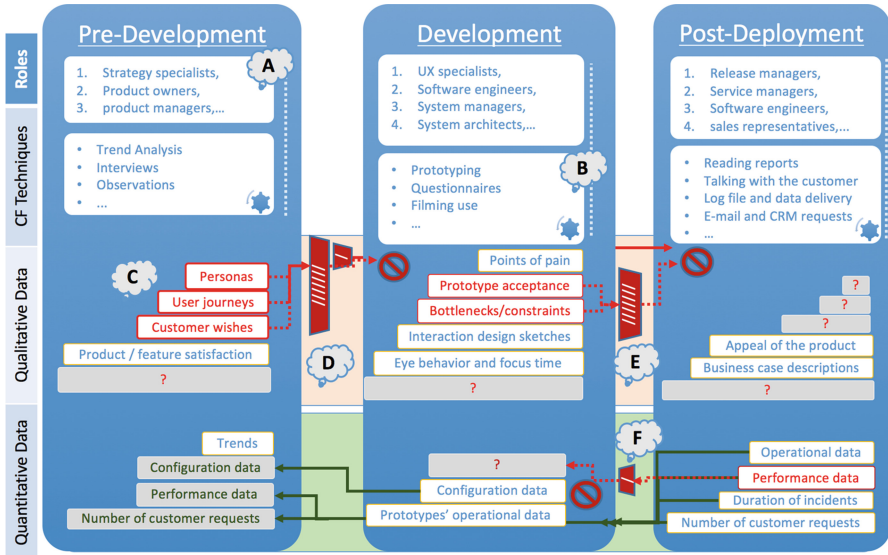 Pre-Development
Development
Post-Deployment
Roles
1. Strategy specialists,
2. Product owners,
3. product managers,...
A
1. UX specialists,
2. Software engineers,
3. System managers,
4. System architects,...
1. Release managers,
2. Service managers,
3. Software engineers,
4. sales representatives,...
CF Techniques
• Trend Analysis
• Interviews
• Observations
• ...
• Prototyping
• Questionnaires
• Filming use
• ...
B
• Reading reports
• Talking with the customer
• Log file and data delivery
• E-mail and CRM requests
• ...
Qualitative Data
C
Personas
User journeys
Customer wishes
Product / feature satisfaction
?
D
Points of pain
Prototype acceptance
Bottlenecks/constraints
Interaction design sketches
Eye behavior and focus time
?
E
?
?
?
Appeal of the product
Business case descriptions
?
Quantitative Data
Trends
Configuration data
Performance data
Number of customer requests
?
Configuration data
Prototypes' operational data
F
Operational data
Performance data
Duration of incidents
Number of customer requests